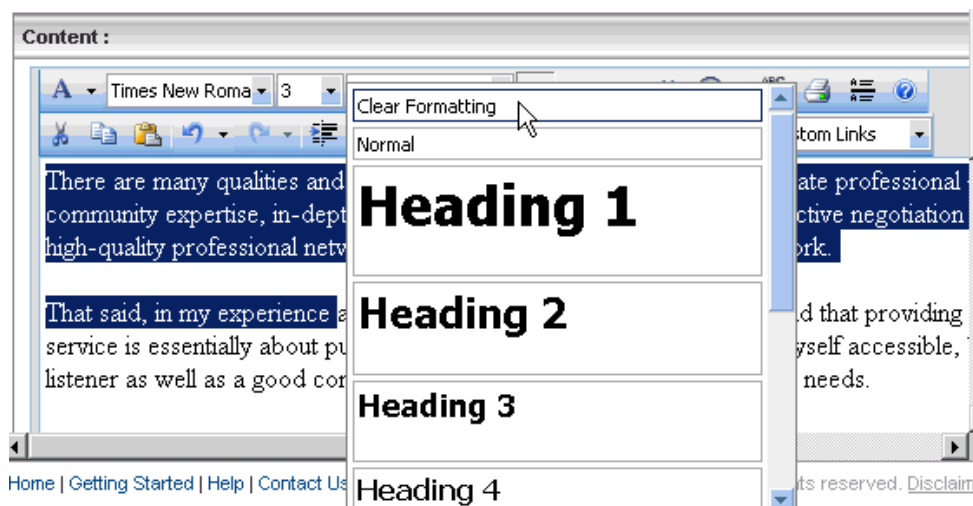 Content :
Times New Roma 3
Clear Formatting
Normal
stom Links
There are many qualities and ate professional
community expertise, in-dept ctive negotiation
high-quality professional netw ork.
Heading 1
That said, in my experience a d that providing
service is essentially about pu yself accessible,
listener as well as a good cor needs.
Heading 2
Heading 3
Heading 4
Home | Getting Started | Help | Contact Us ts reserved. Disclaim